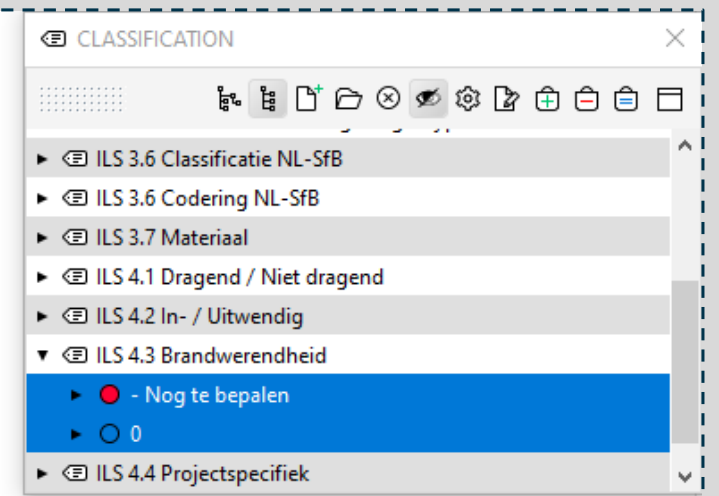 CLASSIFICATION
ILS 3.6 Classificatie NL-SfB
ILS 3.6 Codering NL-SfB
ILS 3.7 Materiaal
ILS 4.1 Dragend / Niet dragend
ILS 4.2 In- / Uitwendig
ILS 4.3 Brandwerendheid
- Nog te bepalen
0
ILS 4.4 Projectspecifiek